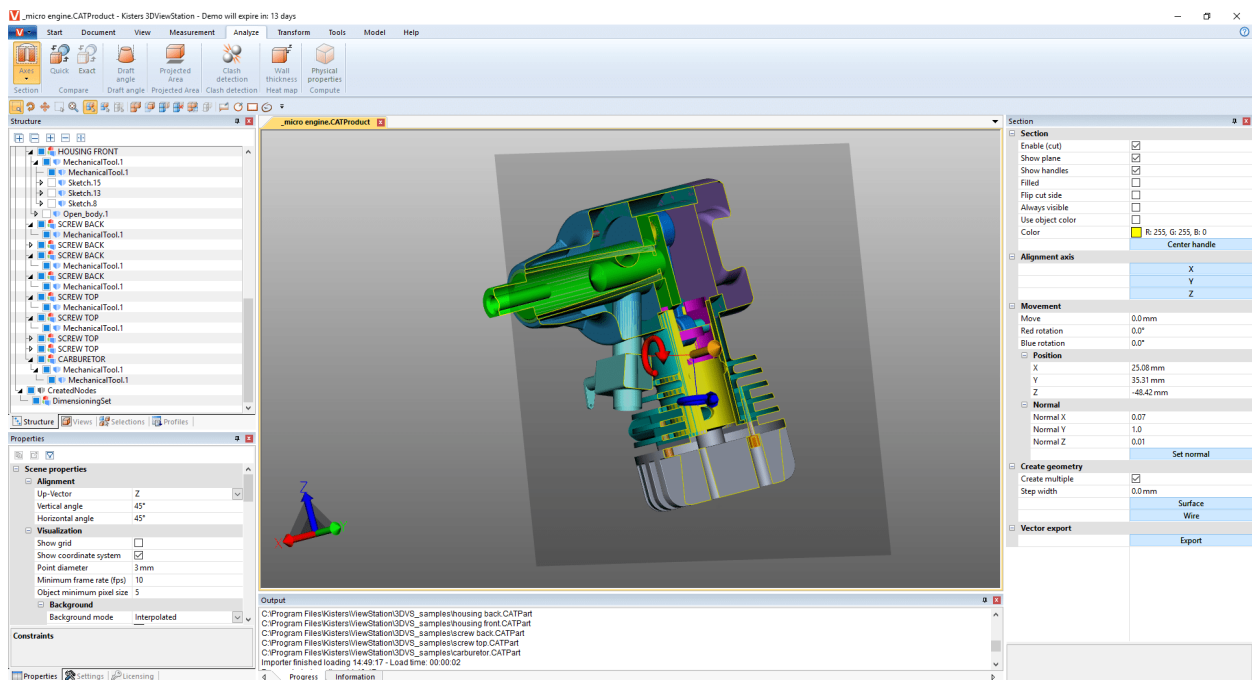 _micro engine.CATProduct - Kisters 3DViewStation - Demo will expire in: 13 days
Start Document View Measurement Analyze Transform Tools Model Help
Axes Quick Exact Draft angle Projected Area Clash detection Wall thickness Physical properties
Section Compare Draft angle Projected Area Clash detection Heat map Compute
Structure
HOUSING FRONT
MechanicalTool.1
MechanicalTool.1
Sketch.15
Sketch.13
Sketch.8
Open_body.1
SCREW BACK
MechanicalTool.1
SCREW BACK
SCREW BACK
MechanicalTool.1
SCREW BACK
MechanicalTool.1
SCREW TOP
MechanicalTool.1
SCREW TOP
MechanicalTool.1
SCREW TOP
SCREW TOP
CARBURETOR
MechanicalTool.1
MechanicalTool.1
CreatedNodes
DimensioningSet
Structure Views Selections Profiles
Properties
Scene properties
Alignment
Up-Vector Z
Vertical angle 45°
Horizontal angle 45°
Visualization
Show grid
Show coordinate system
Point diameter 3 mm
Minimum frame rate (fps) 10
Object minimum pixel size 5
Background
Background mode Interpolated
Constraints
Properties Settings Licensing
_micro engine.CATProduct
Z
X
Output
C:\Program Files\Kisters\ViewStation\3DVS_samples\housing back.CATPart
C:\Program Files\Kisters\ViewStation\3DVS_samples\housing front.CATPart
C:\Program Files\Kisters\ViewStation\3DVS_samples\screw back.CATPart
C:\Program Files\Kisters\ViewStation\3DVS_samples\screw top.CATPart
C:\Program Files\Kisters\ViewStation\3DVS_samples\carburetor.CATPart
Importer finished loading 14:49:17 - Load time: 00:00:02
Progress Information
Section
Section
Enable (cut)
Show plane
Show handles
Filled
Flip cut side
Always visible
Use object color
Color R: 255, G: 255, B: 0
Center handle
Alignment axis
X
Y
Z
Movement
Move 0.0 mm
Red rotation 0.0°
Blue rotation 0.0°
Position
X 25.08 mm
Y 35.31 mm
Z -48.42 mm
Normal
Normal X 0.07
Normal Y 1.0
Normal Z 0.01
Set normal
Create geometry
Create multiple
Step width 0.0 mm
Surface
Wire
Vector export
Export